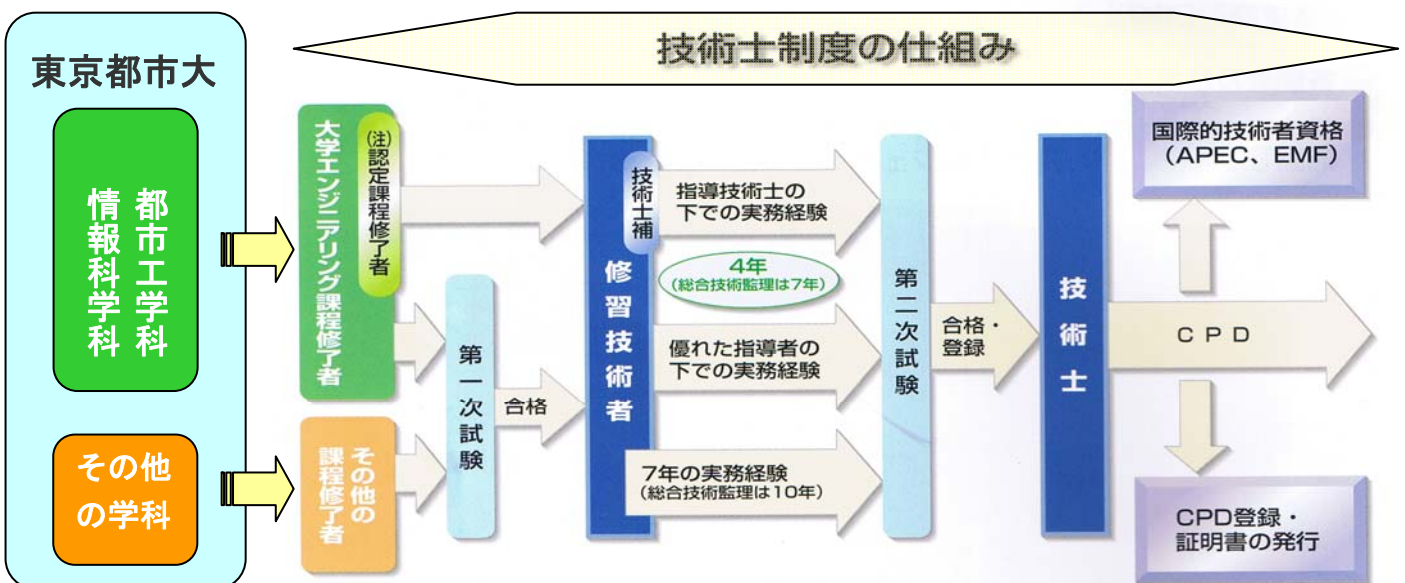 技術士制度の仕組み
東京都市大
都市工学科
情報科学科
その他
の学科
大学エンジニアリング課程修了者
(注)認定課程修了者
その他の
課程修了者
第一次試験
合格
修習技術者
技術士補
指導技術士の
下での実務経験
4年
(総合技術監理は7年)
優れた指導者の
下での実務経験
7年の実務経験
(総合技術監理は10年)
第二次試験
合格・
登録
技術士
国際的技術者資格
(APEC、EMF)
CPD
CPD登録・
証明書の発行